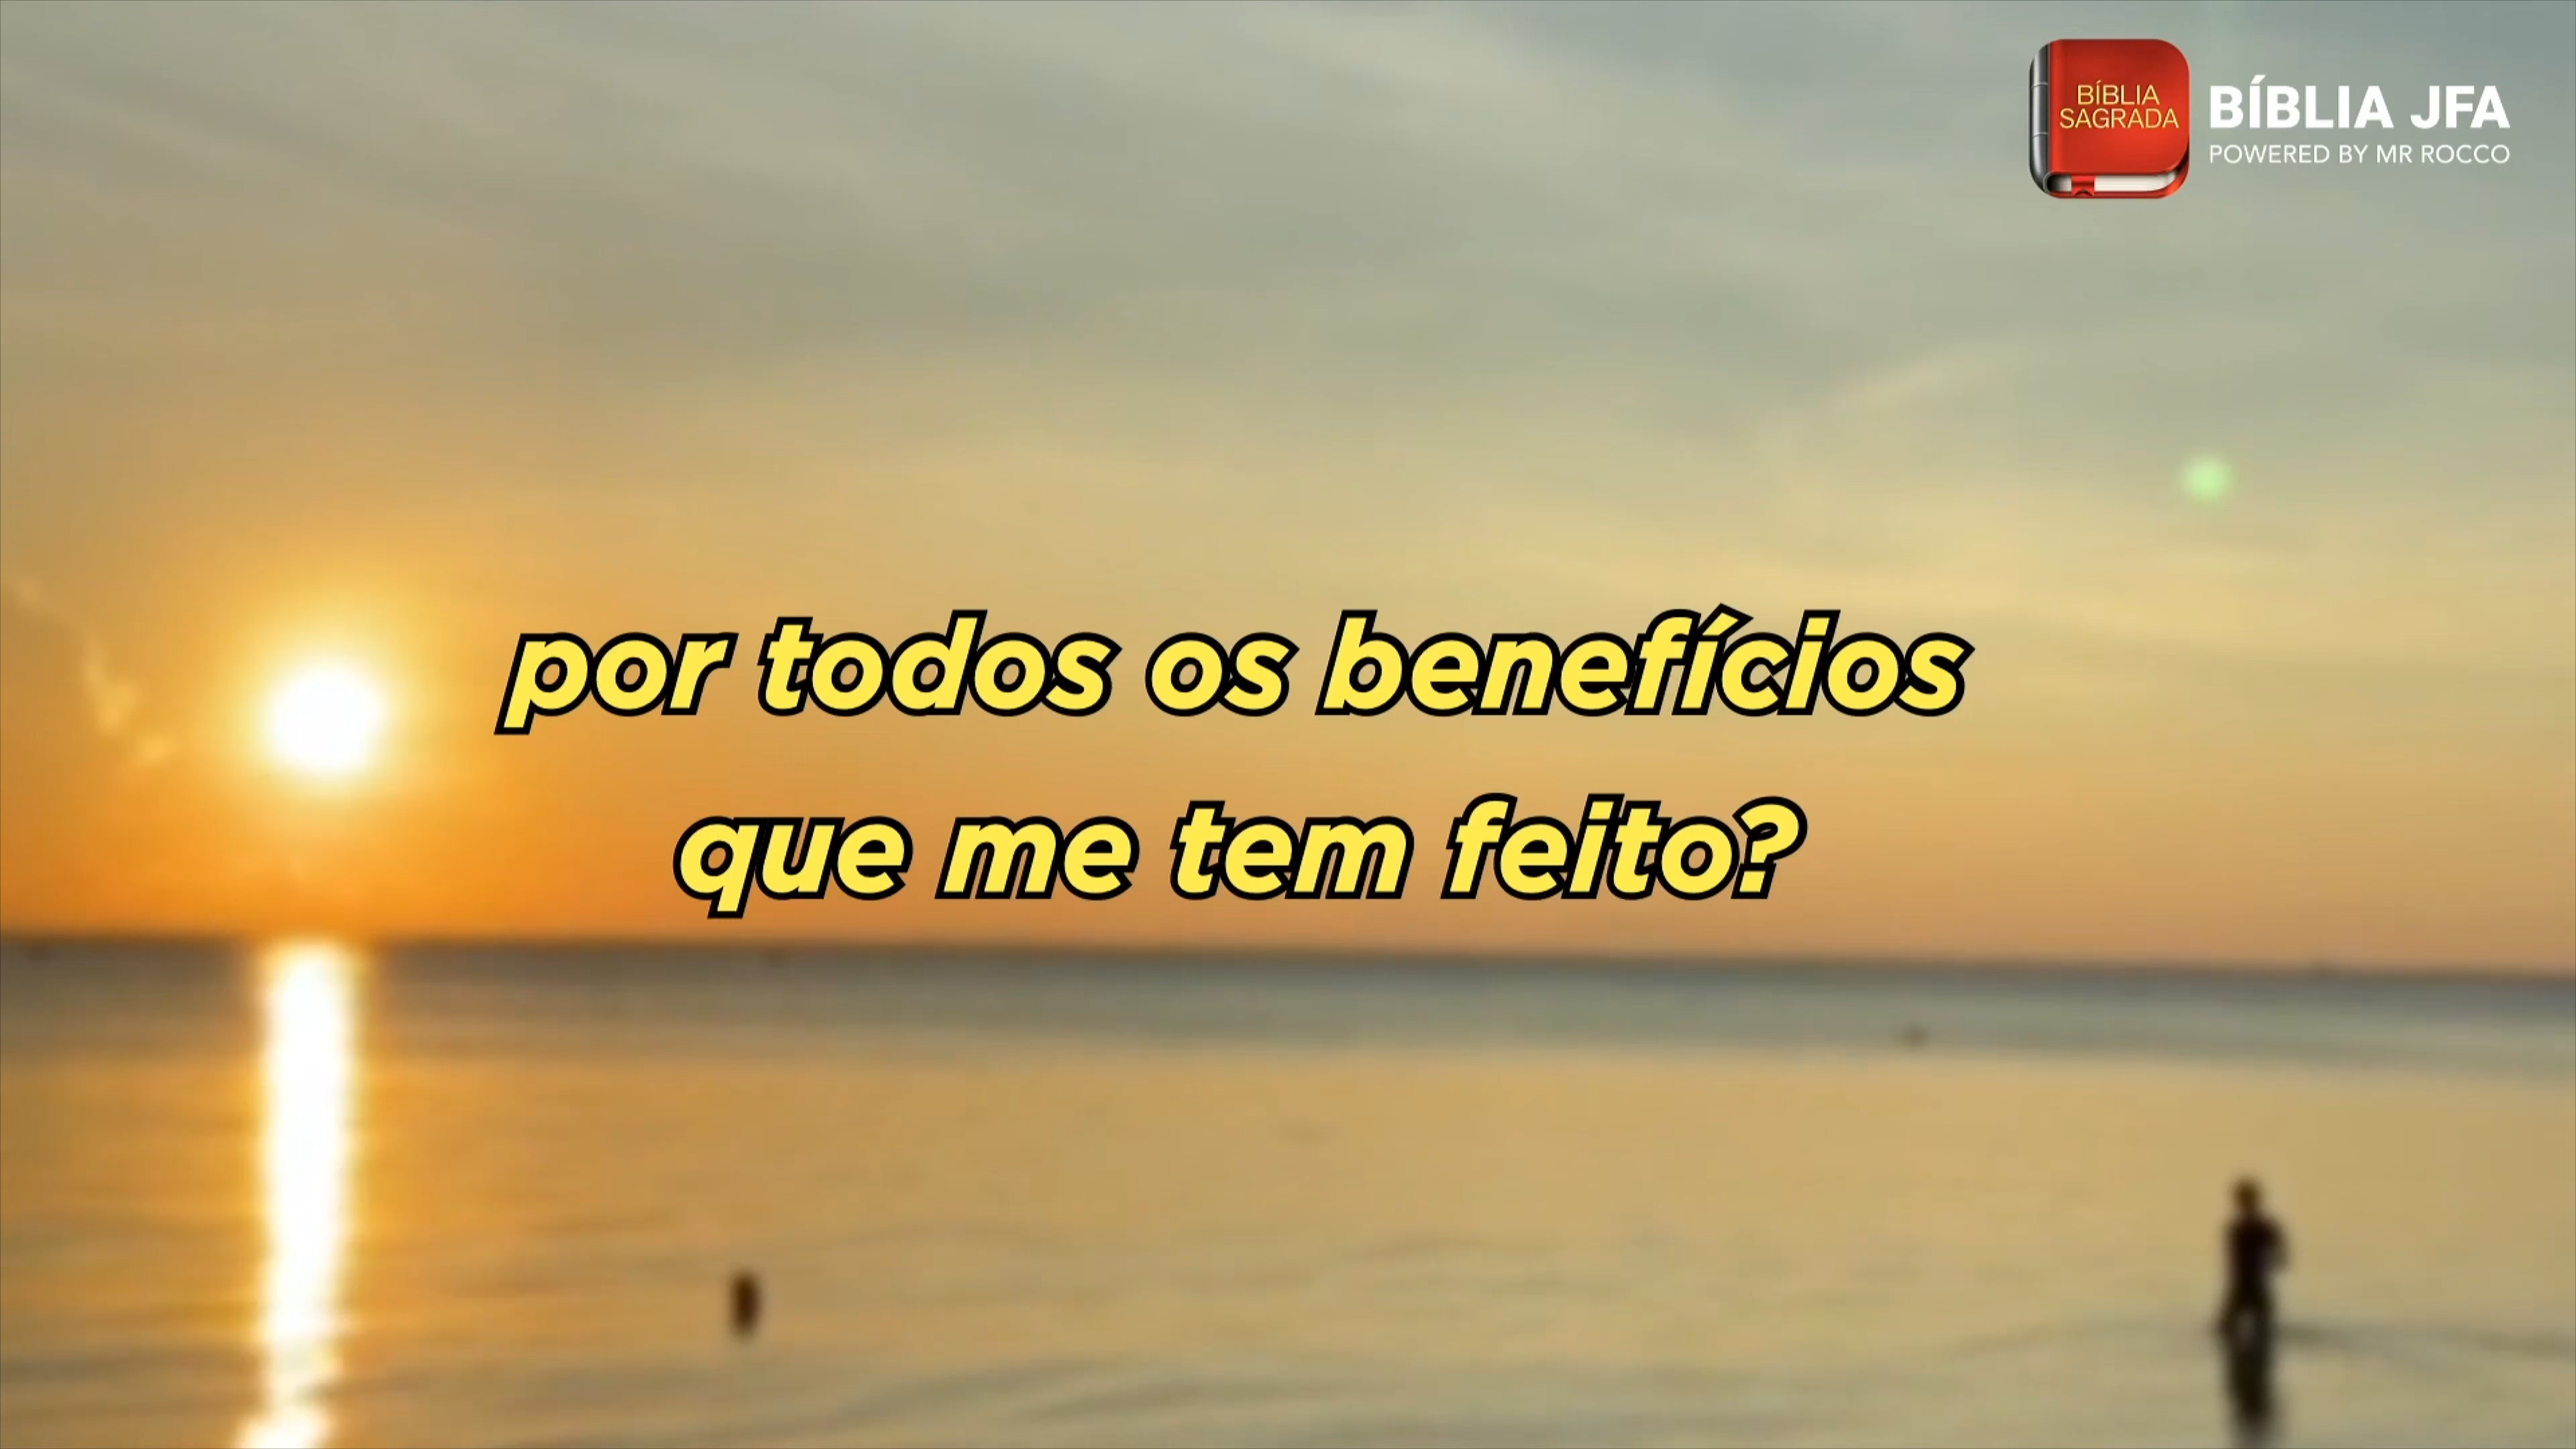 BÍBLIA
SAGRADA
BÍBLIA JFA
POWERED BY MR ROCCO
por todos os benefícios
que me tem feito?